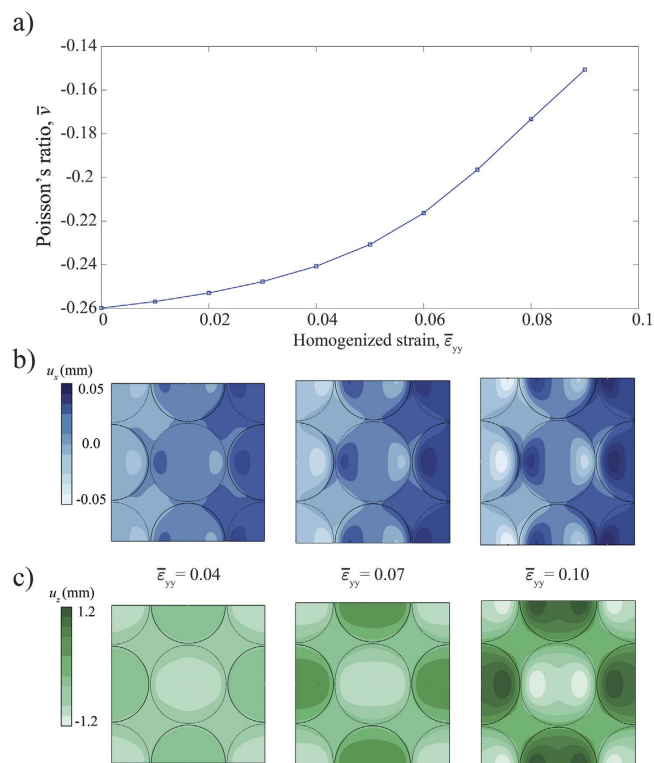 a)
-0.14
-0.16
-0.18
-0.2
-0.22
-0.24
-0.26
Poisson's ratio, ν̅
0 0.02 0.04 0.06 0.08 0.1
Homogenized strain, ε̅yy
b)
ux(mm)
0.05
0.0
-0.05
ε̅yy = 0.04 ε̅yy = 0.07 ε̅yy = 0.10
c)
uz(mm)
1.2
-1.2